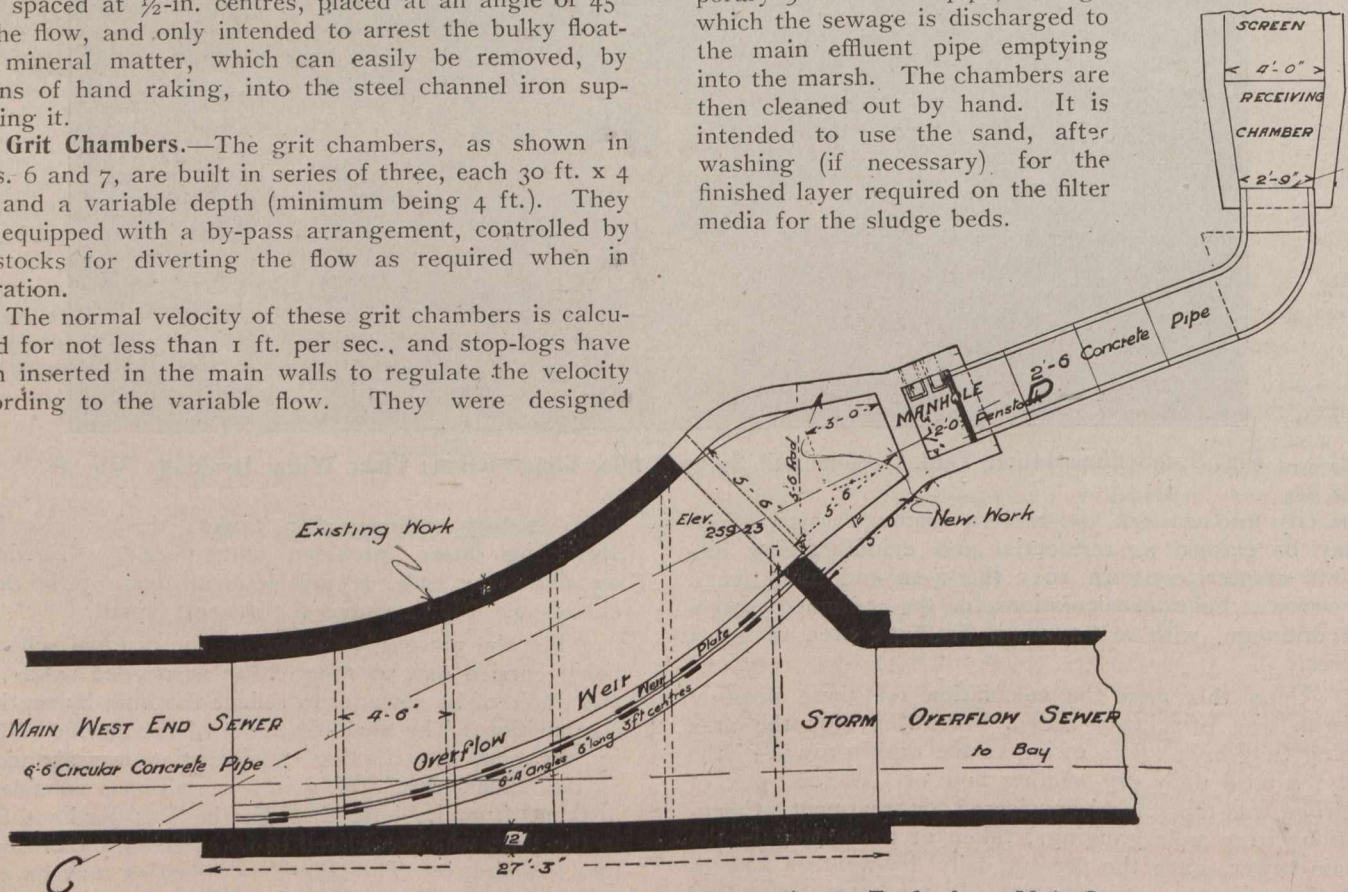 spaced at ½-in. centres, placed at an angle of 45
he flow, and only intended to arrest the bulky float-
mineral matter, which can easily be removed, by
ns of hand raking, into the steel channel iron sup-
ing it.
Grit Chambers.—The grit chambers, as shown in
s. 6 and 7, are built in series of three, each 30 ft. x 4
and a variable depth (minimum being 4 ft.). They
equipped with a by-pass arrangement, controlled by
stocks for diverting the flow as required when in
ration.
The normal velocity of these grit chambers is calcu-
d for not less than 1 ft. per sec., and stop-logs have
n inserted in the main walls to regulate the velocity
ording to the variable flow. They were designed
which the sewage is discharged to
the main effluent pipe emptying
into the marsh. The chambers are
then cleaned out by hand. It is
intended to use the sand, after
washing (if necessary) for the
finished layer required on the filter
media for the sludge beds.
SCREEN
4'-0"
RECEIVING
CHAMBER
2'-9"
2'-6 Concrete Pipe
D
MANHOLE
Penstock
2'-0
3'-0
5'-6 Rad
5'-6
5'-6
12
5'-6
New Work
Existing Work
Elev.
259.23
4'-6"
Overflow Weir
Weir Plate
6-4 Angles 6"long 3ft centres
MAIN WEST END SEWER
6'-6 Circular Concrete Pipe
STORM OVERFLOW SEWER
to Bay
12
27'-3"
C